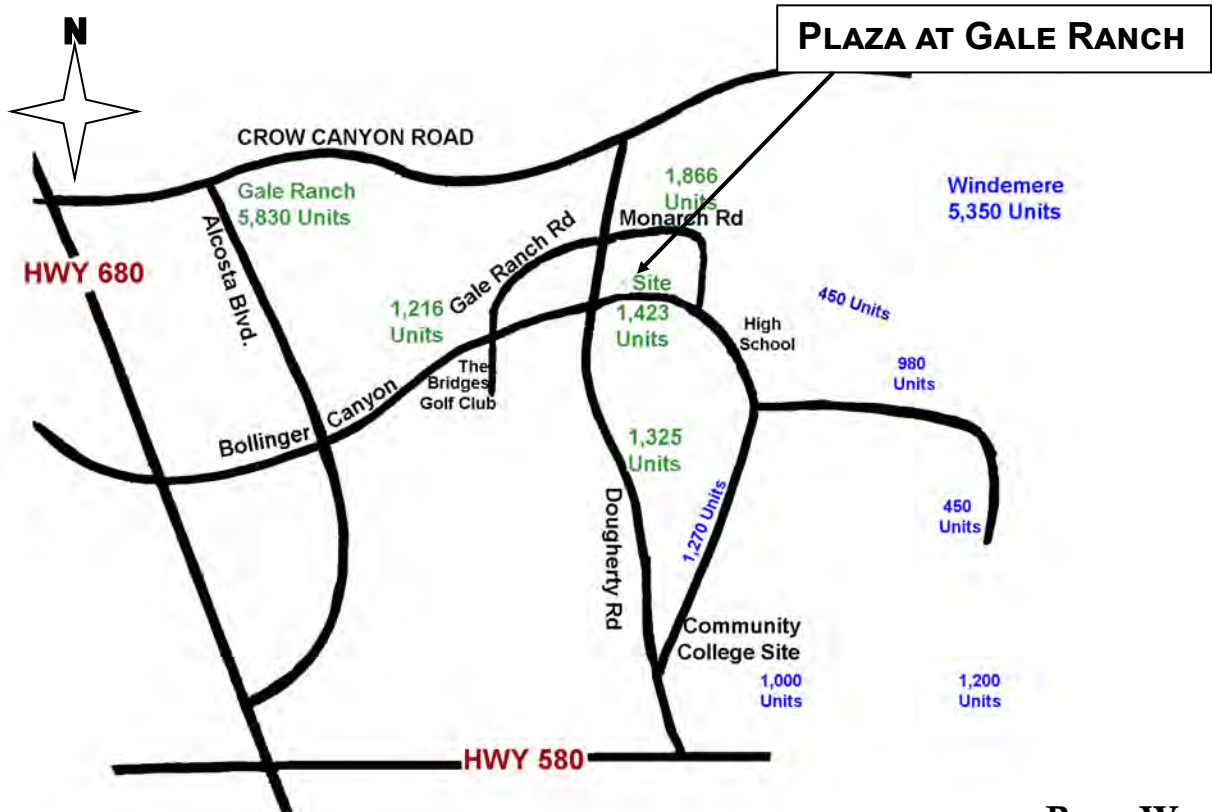 N
PLAZA AT GALE RANCH
CROW CANYON ROAD
Gale Ranch
5,830 Units
1,866
Units
Monarch Rd
Windemere
5,350 Units
HWY 680
Alcosta Blvd.
Gale Ranch Rd
1,216
Units
Site
1,423
Units
450 Units
High
School
The
Bridges
Golf Club
980
Units
Bollinger Canyon
1,325
Units
450
Units
Dougherty Rd
1,270 Units
Community
College Site
1,000
Units
1,200
Units
HWY 580